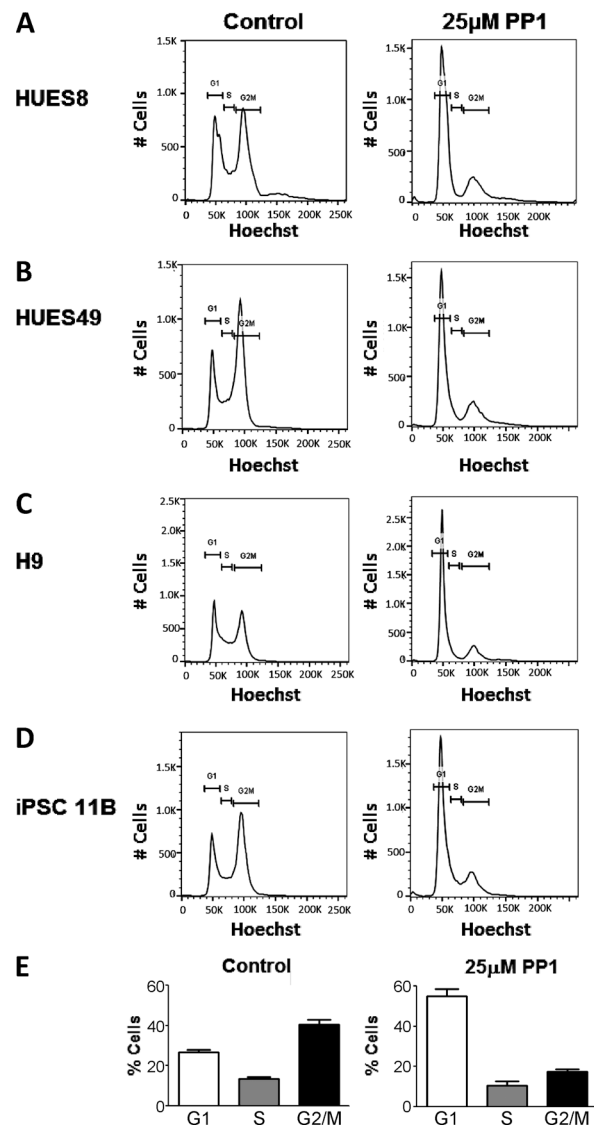 A
Control
25µM PP1
HUES8
# Cells
1.5K
1.0K
500
0
G1
S
G2M
0 50K 100K 150K 200K 250K
Hoechst
# Cells
1.5K
1.0K
500
0
G1
S
G2M
0 50K 100K 150K 200K
Hoechst
B
HUES49
# Cells
1.5K
1.0K
500
0
G1
S
G2M
0 50K 100K 150K 200K 250K
Hoechst
# Cells
1.5K
1.0K
500
0
G1
S
G2M
0 50K 100K 150K 200K
Hoechst
C
H9
# Cells
2.5K
2.0K
1.5K
1.0K
500
0
G1
S
G2M
0 50K 100K 150K 200K 250K
Hoechst
# Cells
2.5K
2.0K
1.5K
1.0K
500
0
G1
S
G2M
0 50K 100K 150K 200K
Hoechst
D
iPSC 11B
# Cells
1.5K
1.0K
500
0
G1
S
G2M
0 50K 100K 150K 200K 250K
Hoechst
# Cells
1.5K
1.0K
500
0
G1
S
G2M
0 50K 100K 150K 200K
Hoechst
E
Control
% Cells
60
40
20
0
G1 S G2/M
25µM PP1
% Cells
60
40
20
0
G1 S G2/M